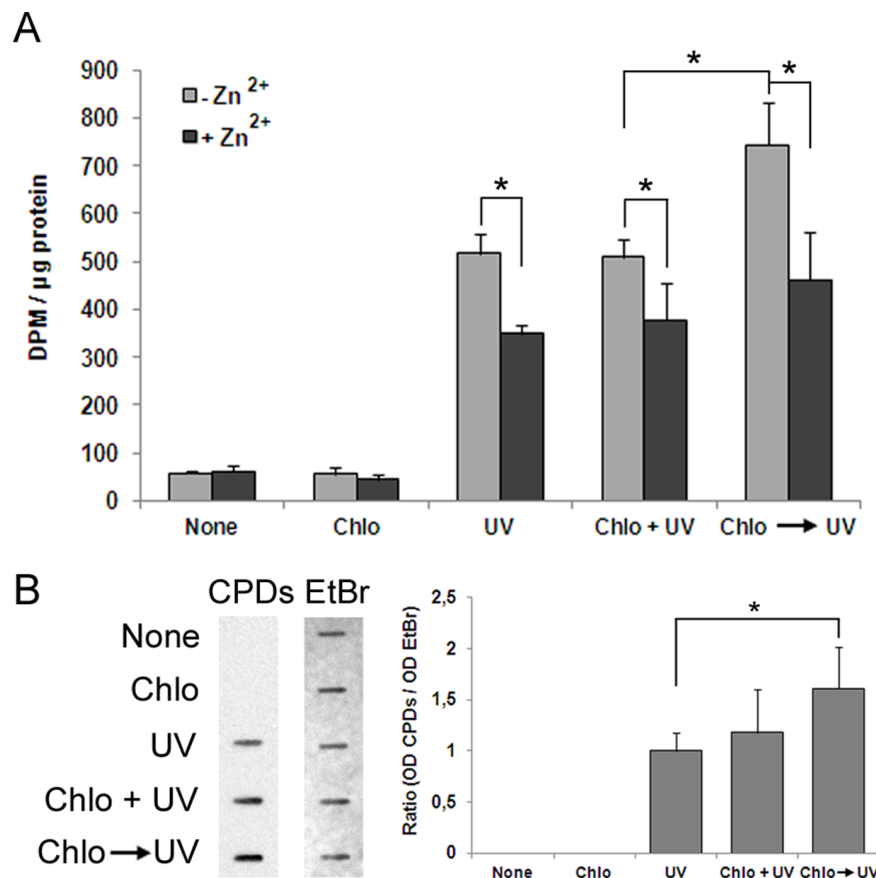 A
900
800
700
600
500
400
300
200
100
0
DPM / µg protein
- Zn 2+
+ Zn 2+
*
*
*
*
None
Chlo
UV
Chlo + UV
Chlo → UV
B
CPDs EtBr
None
Chlo
UV
Chlo + UV
Chlo → UV
2,5
2
1,5
1
0,5
0
Ratio (OD CPDs / OD EtBr)
*
None
Chlo
UV
Chlo + UV
Chlo → UV